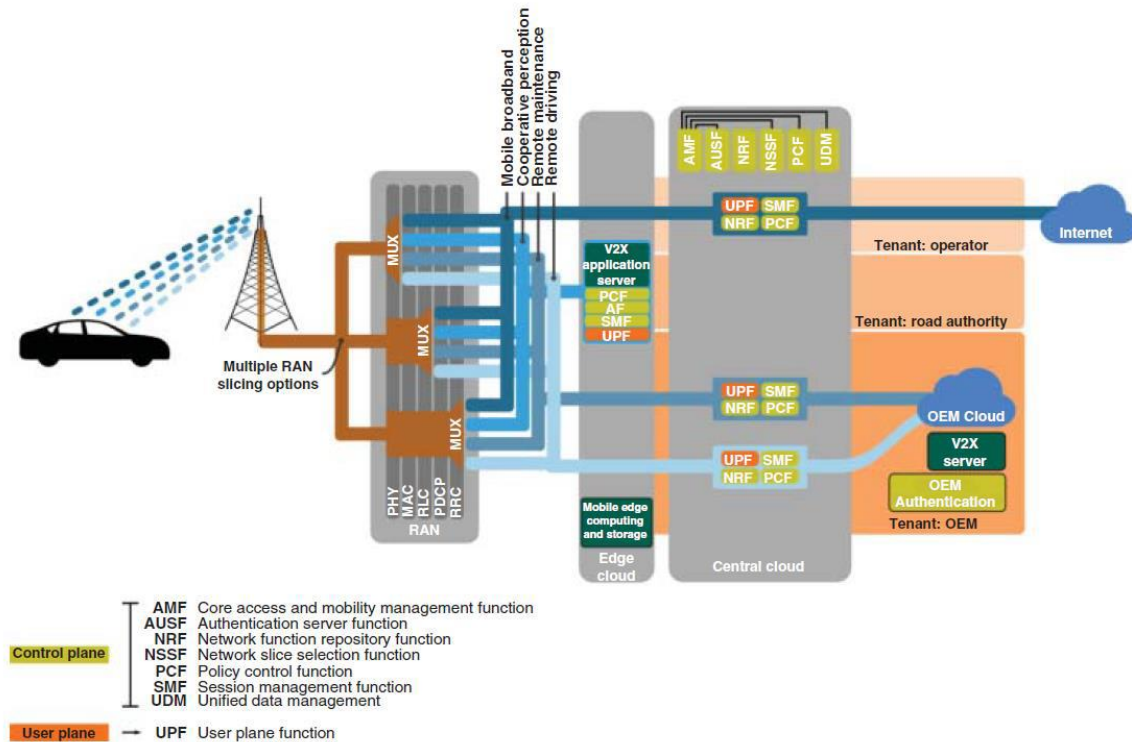 Mobile broadband
Cooperative perception
Remote maintenance
Remote driving
AMF
AUSF
NRF
NSSF
PCF
UDM
MUX
UPF SMF
NRF PCF
Internet
Tenant: operator
V2X
application
server
PCF
AF
SMF
UPF
Tenant: road authority
Multiple RAN
slicing options
MUX
UPF SMF
NRF PCF
OEM Cloud
MUX
V2X
server
UPF SMF
NRF PCF
OEM
Authentication
Tenant: OEM
PHY
MAC
RLC
PDCP
RRC
RAN
Mobile edge
computing
and storage
Edge
cloud
Central cloud
Control plane
AMF Core access and mobility management function
AUSF Authentication server function
NRF Network function repository function
NSSF Network slice selection function
PCF Policy control function
SMF Session management function
UDM Unified data management
User plane
UPF User plane function